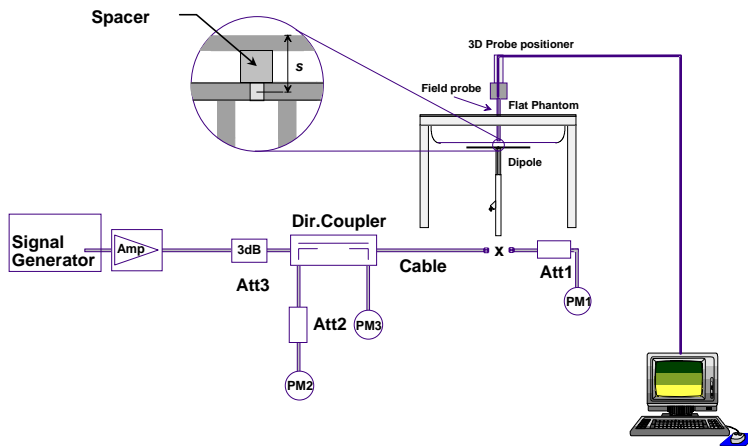 Spacer
s
3D Probe positioner
Field probe
Flat Phantom
Dipole
Dir.Coupler
Signal
Generator
Amp
3dB
Cable
x
Att1
Att3
PM1
Att2
PM3
PM2